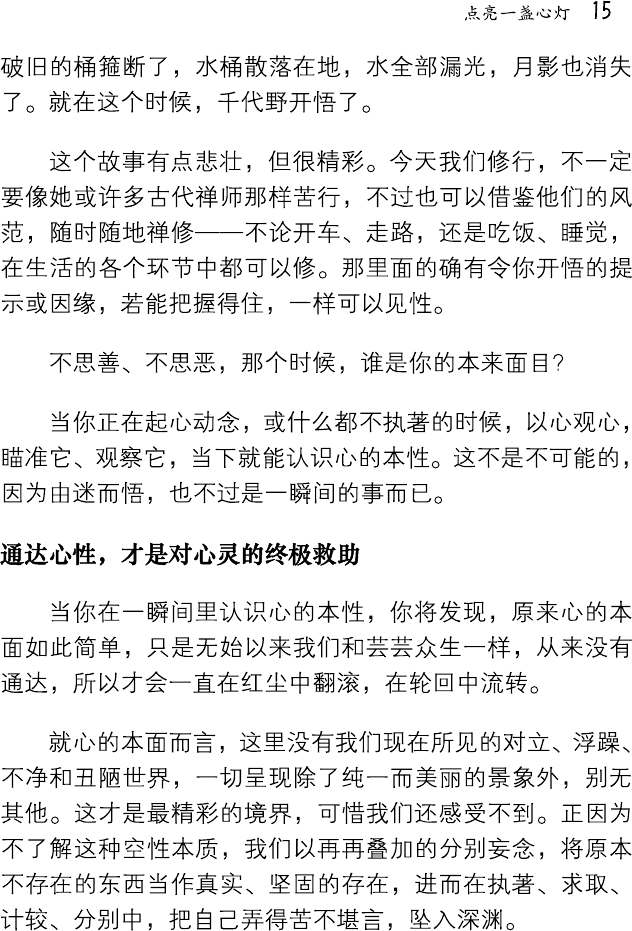 点亮一盏心灯 15
破旧的桶箍断了，水桶散落在地，水全部漏光，月影也消失
了。就在这个时候，千代野开悟了。
这个故事有点悲壮，但很精彩。今天我们修行，不一定
要像她或许多古代禅师那样苦行，不过也可以借鉴他们的风
范，随时随地禅修——不论开车、走路，还是吃饭、睡觉，
在生活的各个环节中都可以修。那里面的确有令你开悟的提
示或因缘，若能把握得住，一样可以见性。
不思善、不思恶，那个时候，谁是你的本来面目？
当你正在起心动念，或什么都不执著的时候，以心观心，
瞄准它、观察它，当下就能认识心的本性。这不是不可能的，
因为由迷而悟，也不过是一瞬间的事而已。
通达心性，才是对心灵的终极救助
当你在一瞬间里认识心的本性，你将发现，原来心的本
面如此简单，只是无始以来我们和芸芸众生一样，从来没有
通达，所以才会一直在红尘中翻滚，在轮回中流转。
就心的本面而言，这里没有我们现在所见的对立、浮躁、
不净和丑陋世界，一切呈现除了纯一而美丽的景象外，别无
其他。这才是最精彩的境界，可惜我们还感受不到。正因为
不了解这种空性本质，我们以再再叠加的分别妄念，将原本
不存在的东西当作真实、坚固的存在，进而在执著、求取、
计较、分别中，把自己弄得苦不堪言，坠入深渊。